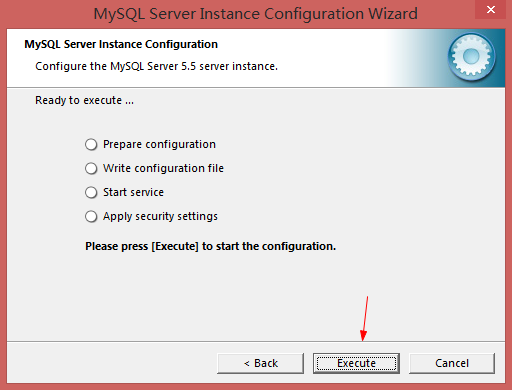 MySQL Server Instance Configuration Wizard
MySQL Server Instance Configuration
Configure the MySQL Server 5.5 server instance.
Ready to execute ...
Prepare configuration
Write configuration file
Start service
Apply security settings
Please press [Execute] to start the configuration.
< Back Execute Cancel